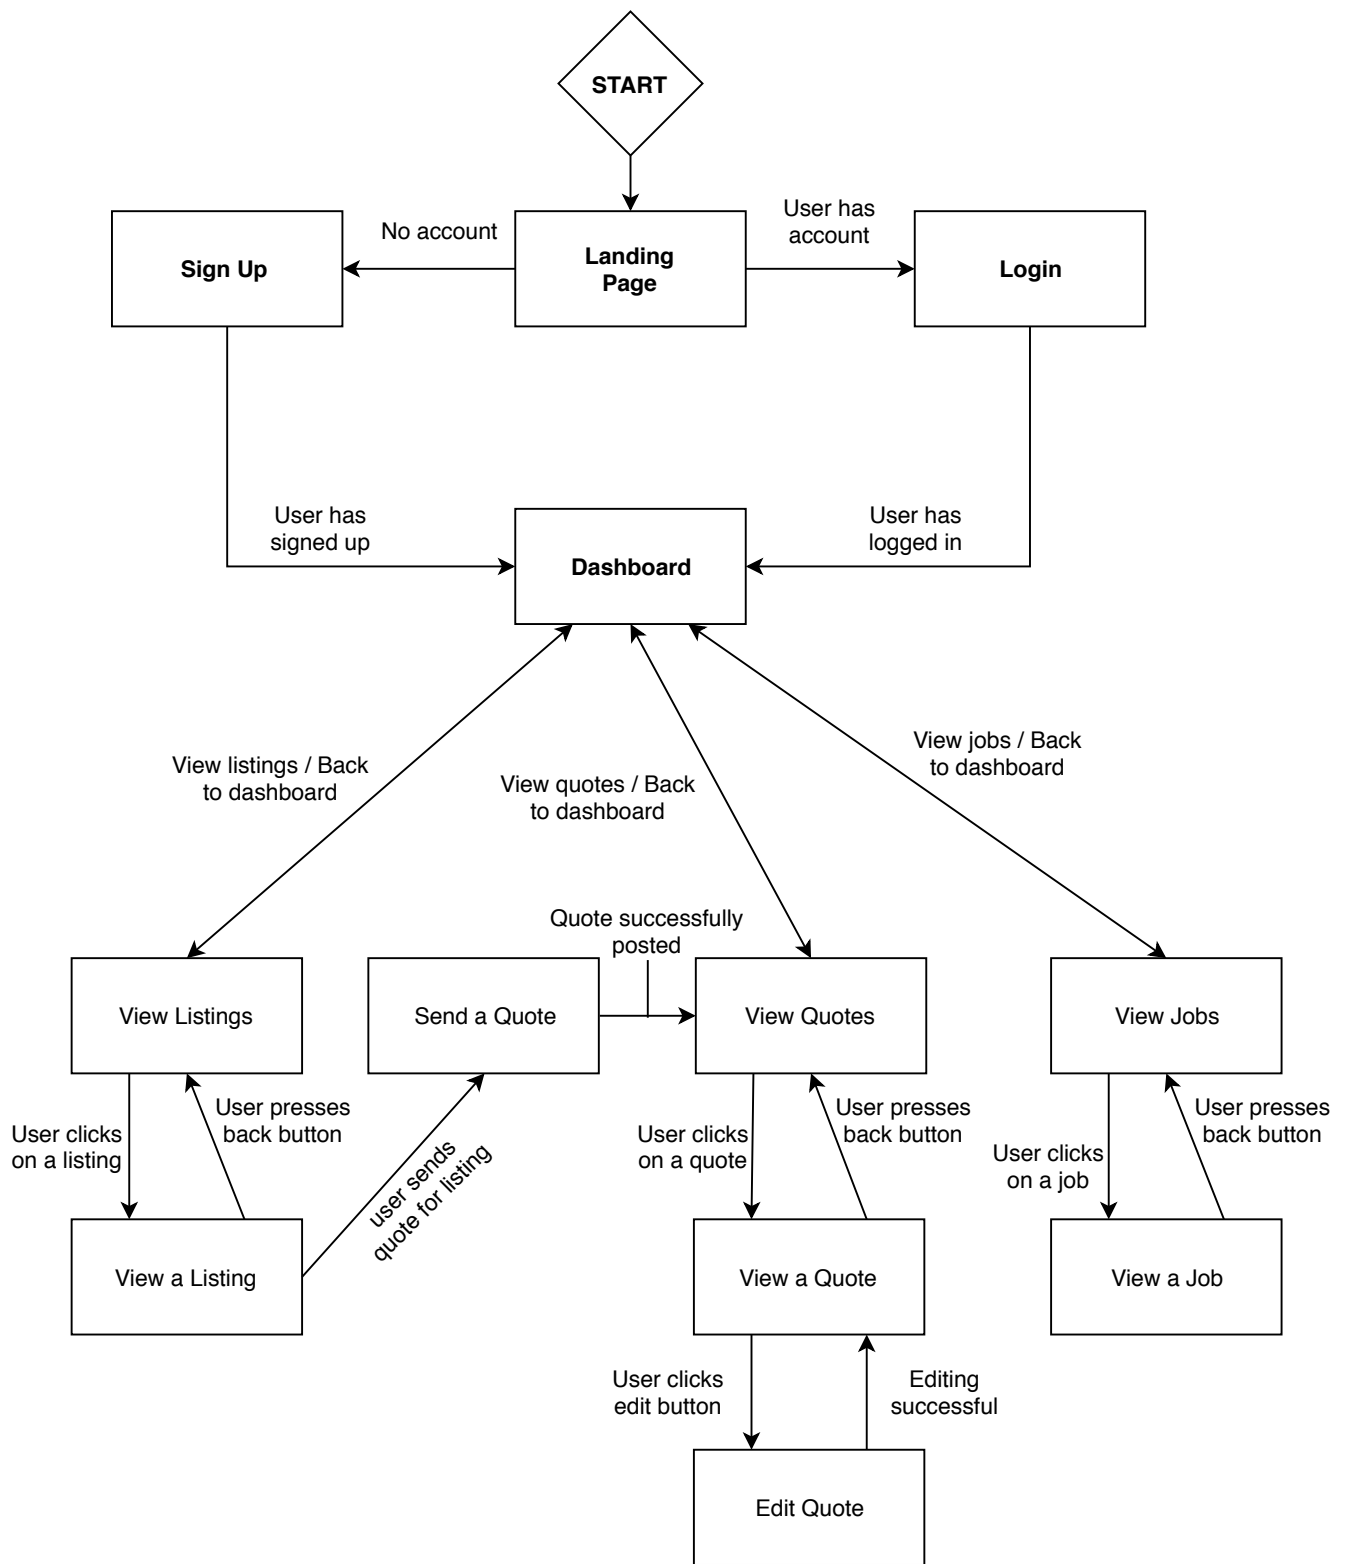 START
No account
User has
account
Sign Up
Landing
Page
Login
User has
signed up
User has
logged in
Dashboard
View listings / Back
to dashboard
View quotes / Back
to dashboard
View jobs / Back
to dashboard
Quote successfully
posted
View Listings
Send a Quote
View Quotes
View Jobs
User clicks
on a listing
User presses
back button
user sends
quote for listing
User clicks
on a quote
User presses
back button
User clicks
on a job
User presses
back button
View a Listing
View a Quote
View a Job
User clicks
edit button
Editing
successful
Edit Quote